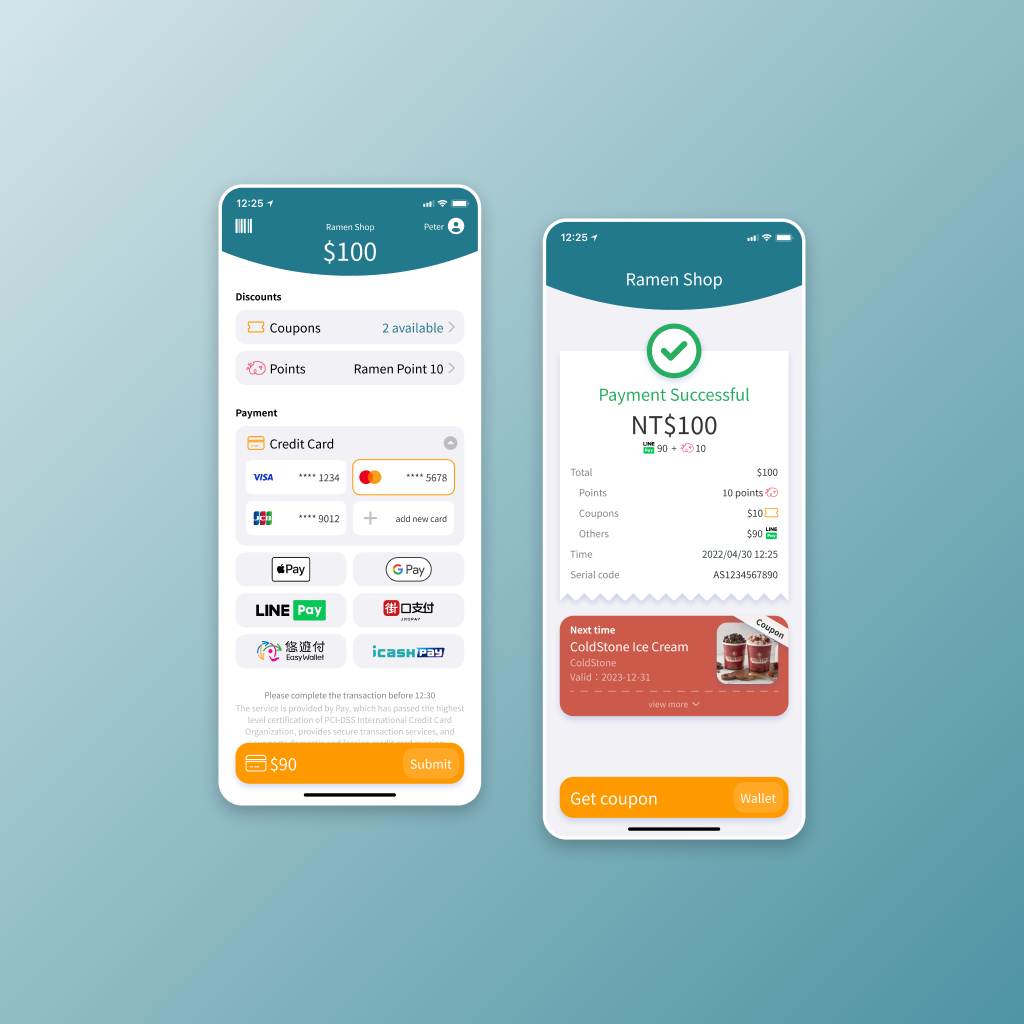 12:25
Ramen Shop
Peter
$100
Discounts
Coupons 2 available
Points Ramen Point 10
Payment
Credit Card
VISA **** 1234
**** 5678
JCB **** 9012
add new card
Pay
G Pay
LINE Pay
街口支付
JKOPAY
悠遊付
EasyWallet
icash Pay
Please complete the transaction before 12:30
The service is provided by Pay, which has passed the highest
level certification of PCI-DSS International Credit Card
Organization, provides secure transaction services, and
$90 Submit
12:25
Ramen Shop
Payment Successful
NT$100
LINE Pay 90 + 10
Total $100
Points 10 points
Coupons $10
Others $90 LINE Pay
Time 2022/04/30 12:25
Serial code AS1234567890
Coupon
Next time
ColdStone Ice Cream
ColdStone
Valid：2023-12-31
view more
Get coupon Wallet